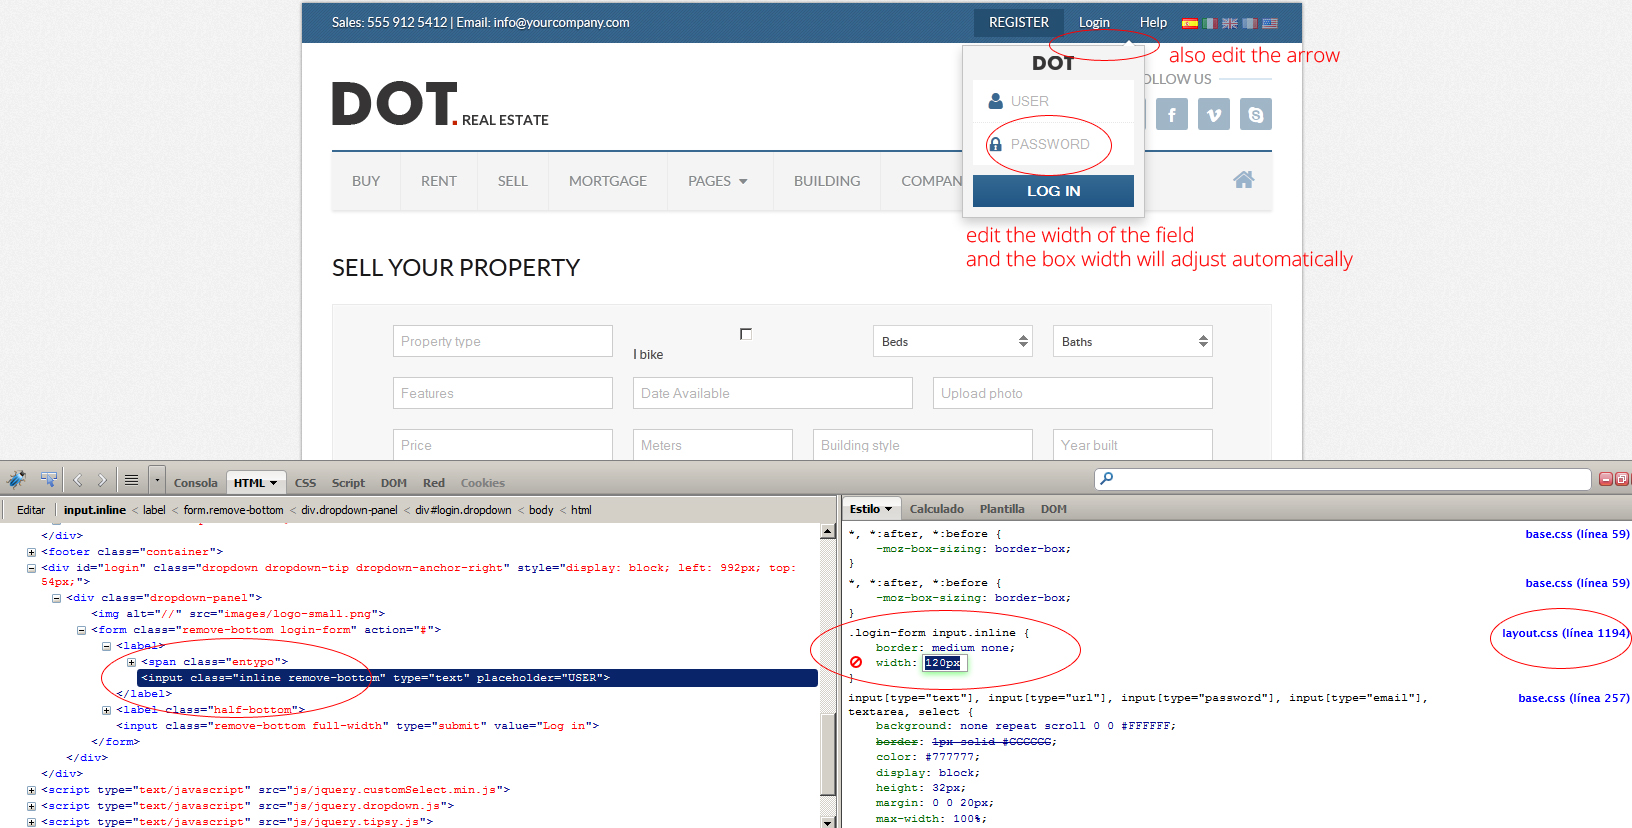 Sales: 555 912 5412 | Email: info@yourcompany.com
REGISTER Login Help
also edit the arrow
DOT
DOT. REAL ESTATE
OLLOW US
USER
PASSWORD
LOG IN
BUY RENT SELL MORTGAGE PAGES BUILDING COMPAN
edit the width of the field
and the box width will adjust automatically
SELL YOUR PROPERTY
Property type I bike Beds Baths
Features Date Available Upload photo
Price Meters Building style Year built
Consola HTML CSS Script DOM Red Cookies
Editar input.inline < label < form.remove-bottom < div.dropdown-panel < div#login.dropdown < body < html
</div>
<footer class="container">
<div id="login" class="dropdown dropdown-tip dropdown-anchor-right" style="display: block; left: 992px; top:
54px;">
<div class="dropdown-panel">
<img alt="//" src="images/logo-small.png">
<form class="remove-bottom login-form" action="#">
<label>
<span class="entypo">
<input class="inline remove-bottom" type="text" placeholder="USER">
</label>
<label class="half-bottom">
<input class="remove-bottom full-width" type="submit" value="Log in">
</form>
</div>
</div>
<script type="text/javascript" src="js/jquery.customSelect.min.js">
<script type="text/javascript" src="js/jquery.dropdown.js">
<script type="text/javascript" src="js/jquery.tipsy.js">
Estilo Calculado Plantilla DOM
*, *:after, *:before { base.css (línea 59)
-moz-box-sizing: border-box;
}
*, *:after, *:before { base.css (línea 59)
-moz-box-sizing: border-box;
}
.login-form input.inline { layout.css (línea 1194)
border: medium none;
width: 120px
}
input[type="text"], input[type="url"], input[type="password"], input[type="email"], base.css (línea 257)
textarea, select {
background: none repeat scroll 0 0 #FFFFFF;
border: 1px solid #CCCCCC;
color: #777777;
display: block;
height: 32px;
margin: 0 0 20px;
max-width: 100%;